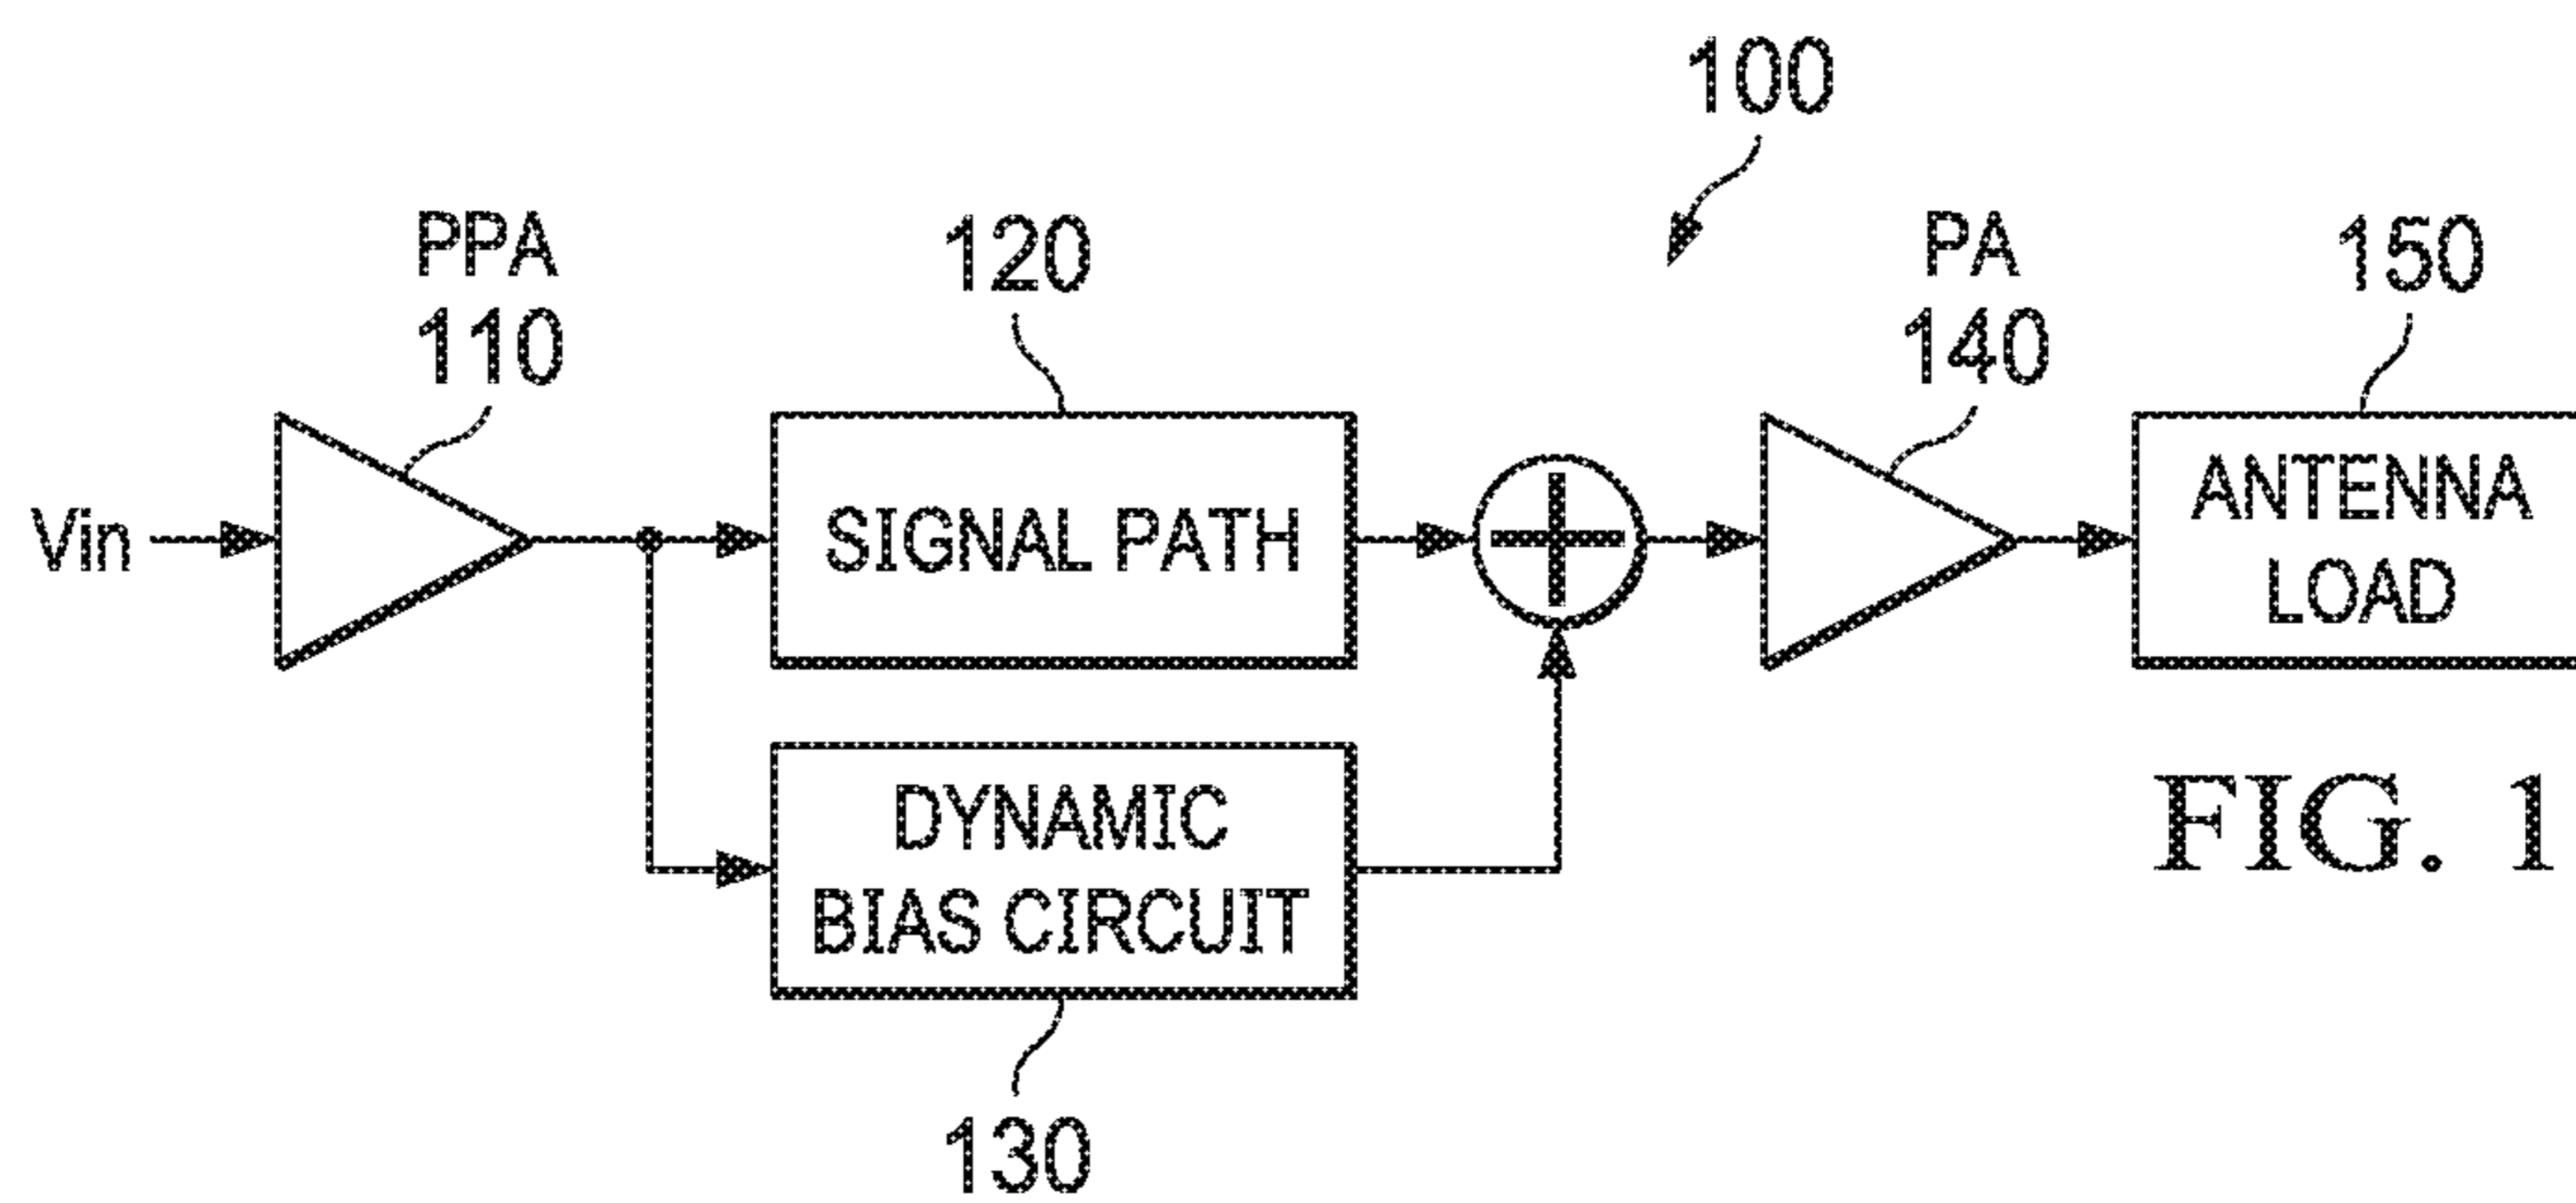 100
PPA
110
120
PA
140
150
Vin
SIGNAL PATH
ANTENNA
LOAD
DYNAMIC
BIAS CIRCUIT
130
FIG. 1